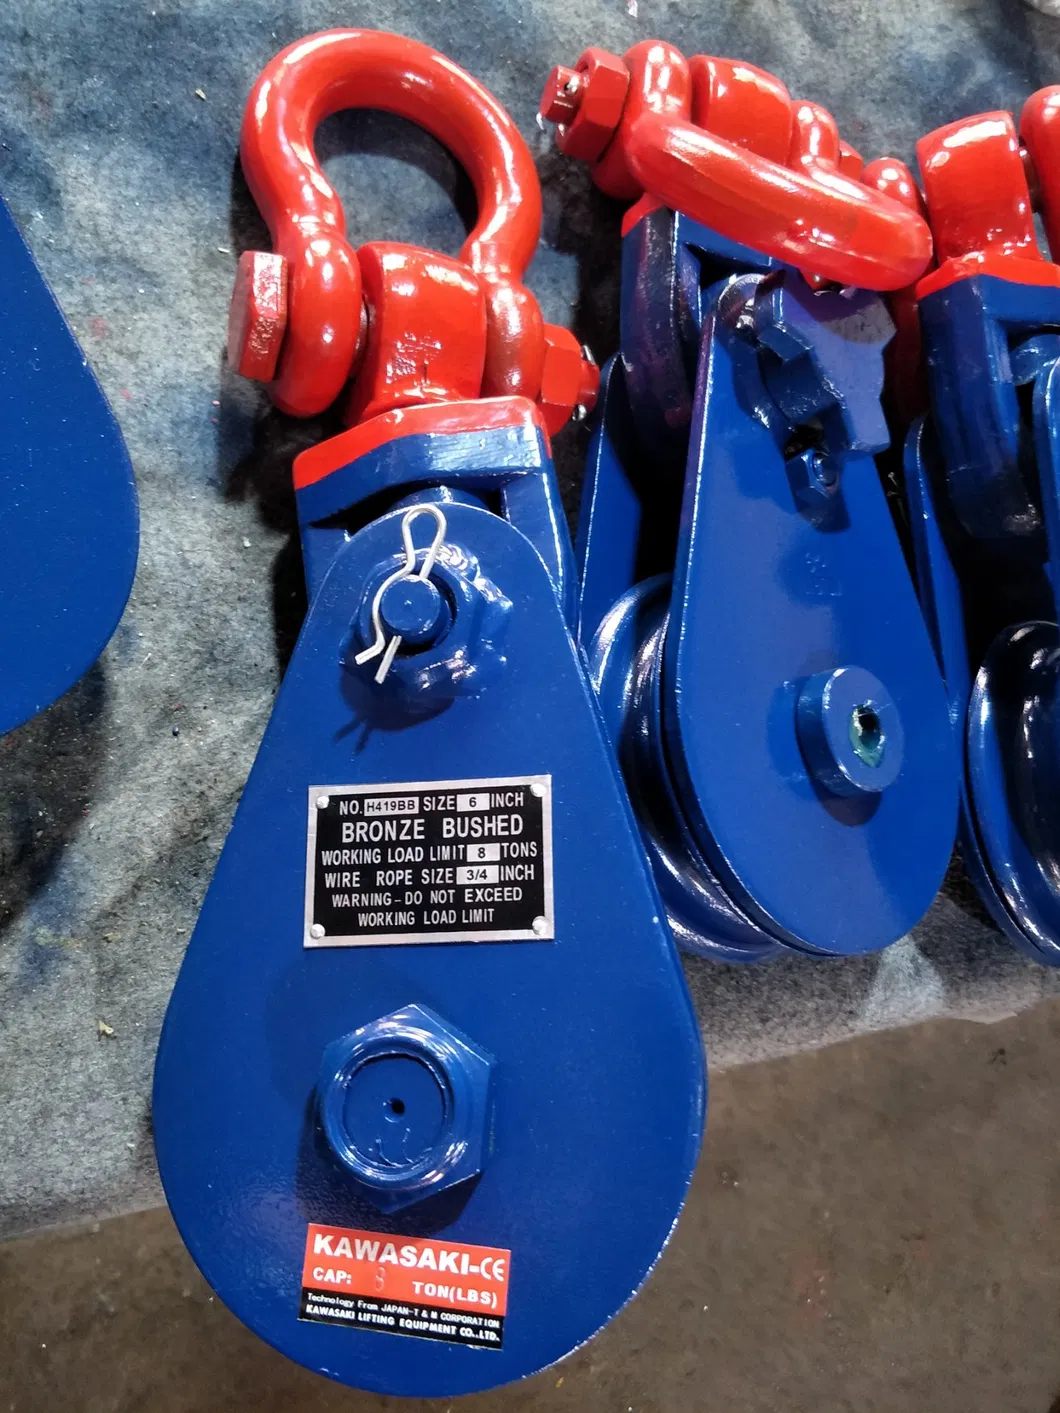 NO. H419BB SIZE 6 INCH
BRONZE BUSHED
WORKING LOAD LIMIT 8 TONS
WIRE ROPE SIZE 3/4 INCH
WARNING-DO NOT EXCEED
WORKING LOAD LIMIT
KAWASAKI-CE
CAP: 8 TON(LBS)
Technology From JAPAN-T & M CORPORATION
KAWASAKI LIFTING EQUIPMENT CO.,LTD.